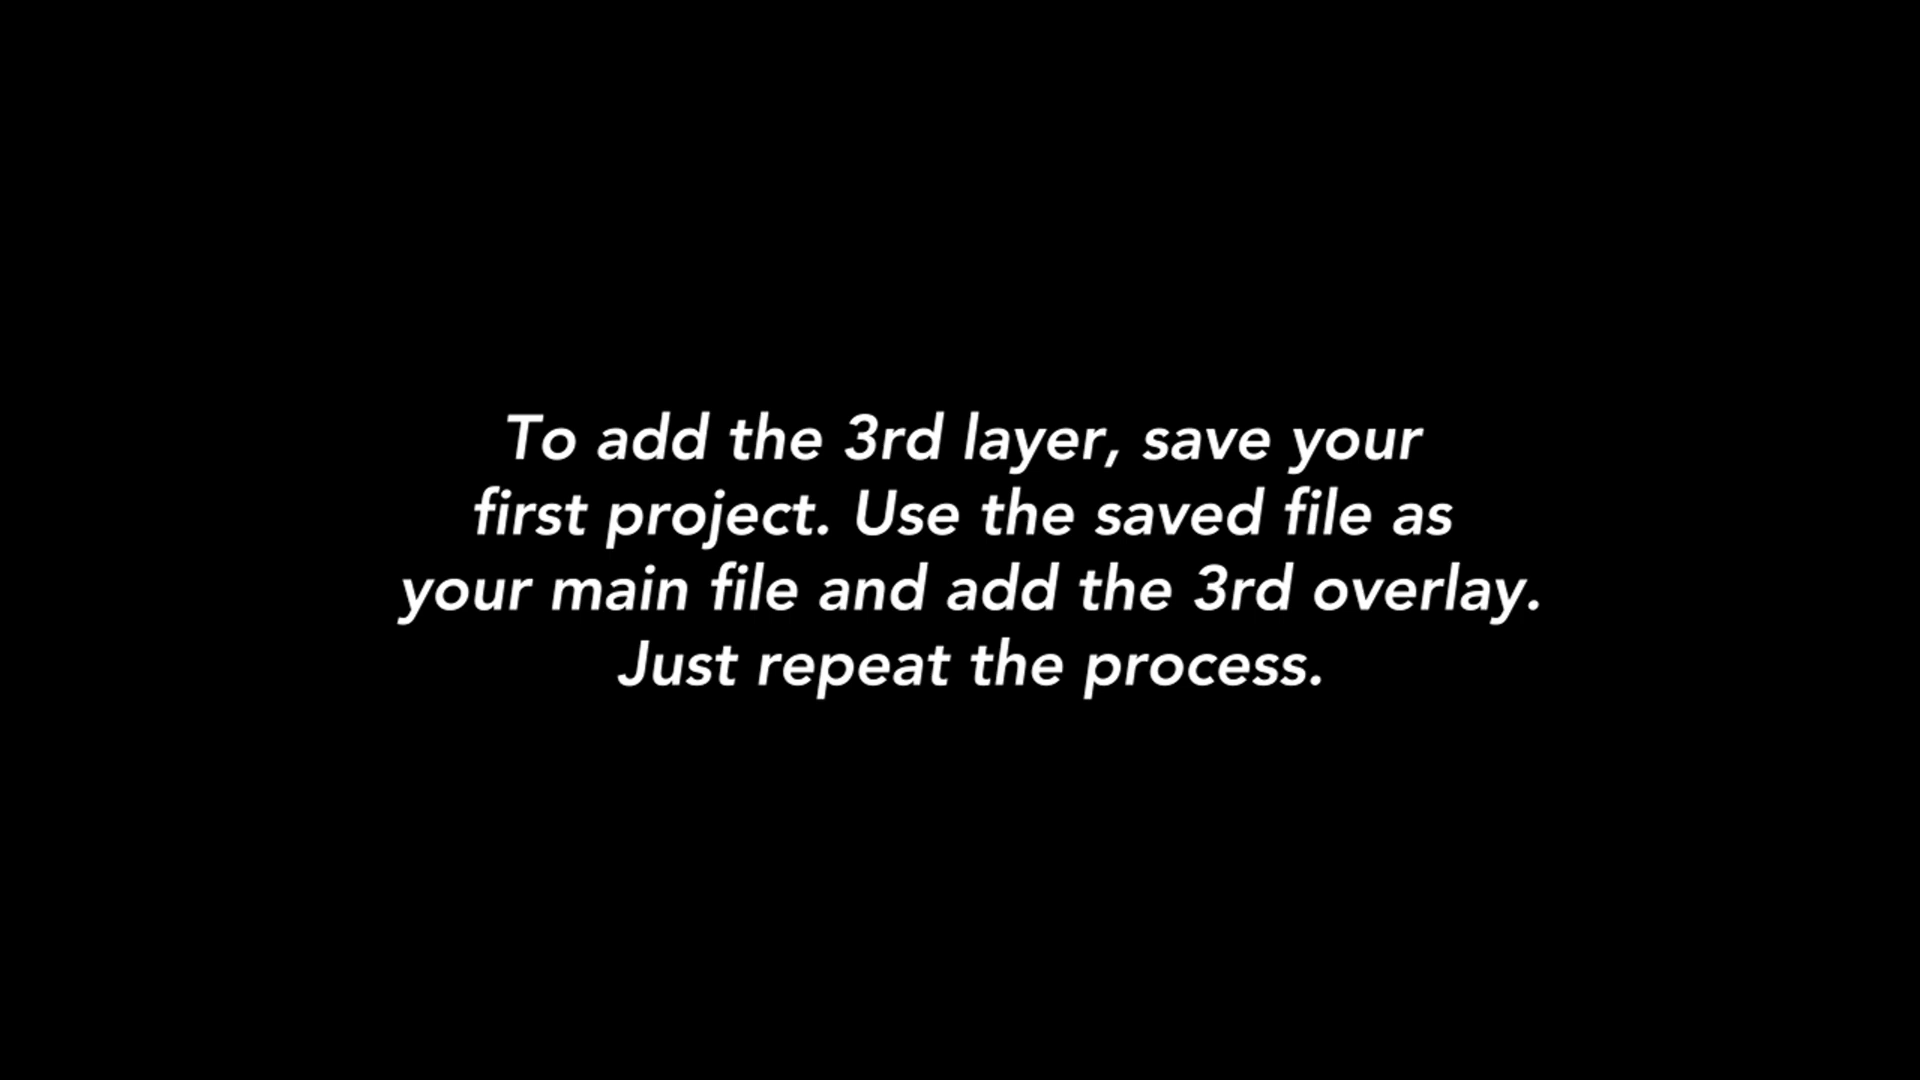 To add the 3rd layer, save your
first project. Use the saved file as
your main file and add the 3rd overlay.
Just repeat the process.